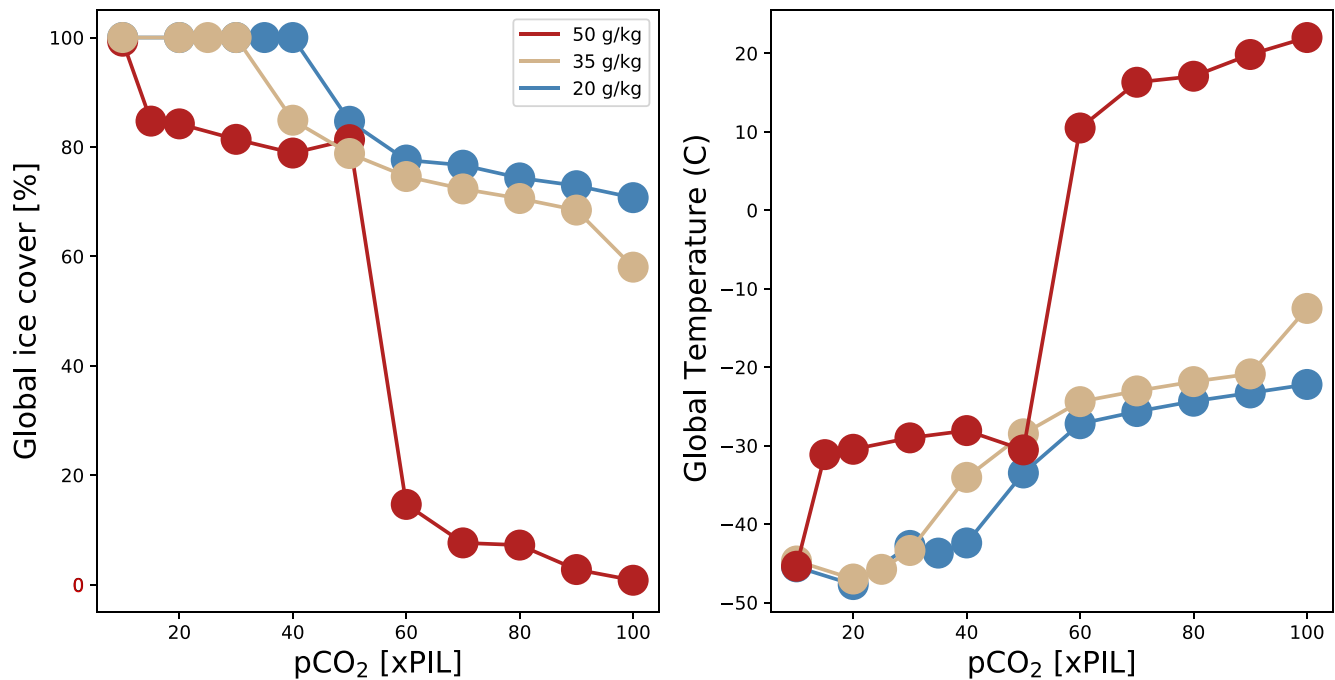 Global ice cover [%]
100
80
60
40
20
0
50 g/kg
35 g/kg
20 g/kg
20 40 60 80 100
pCO₂ [xPIL]
Global Temperature (C)
20
10
0
−10
−20
−30
−40
−50
20 40 60 80 100
pCO₂ [xPIL]